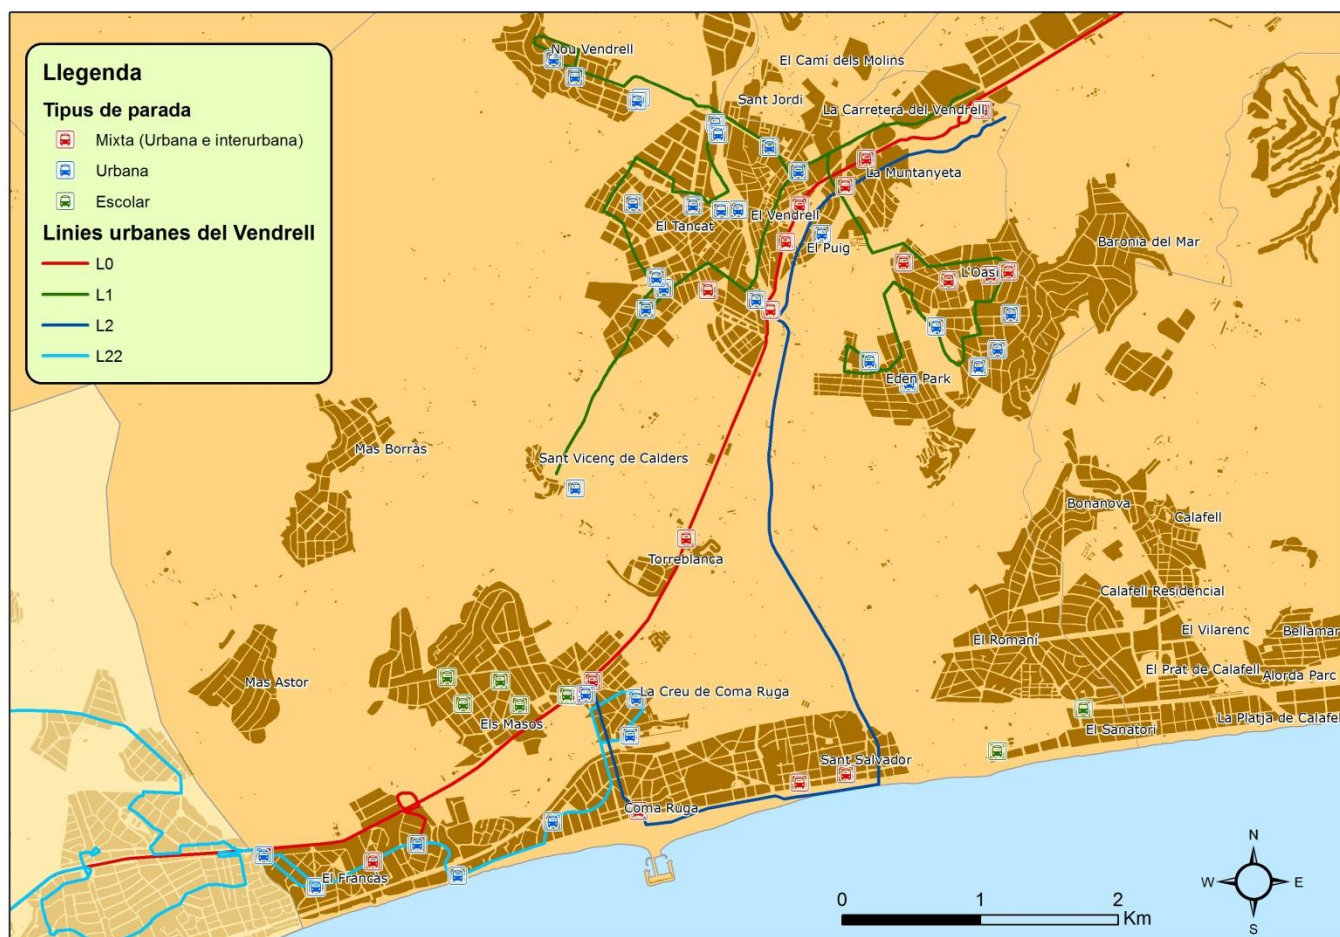 Llegenda
Tipus de parada
Mixta (Urbana e interurbana)
Urbana
Escolar
Linies urbanes del Vendrell
L0
L1
L2
L22
Nou Vendrell
El Camí dels Molins
Sant Jordi
La Carretera del Vendrell
La Muntanyeta
El Vendrell
El Tancat
El Puig
Baronia del Mar
L'Oasi
Eden Park
Mas Borràs
Sant Vicenç de Calders
Bonanova
Calafell
Torreblanca
Calafell Residencial
El Vilarenc
Bellamar
El Romaní
El Prat de Calafell
Alorda Parc
Mas Astor
La Creu de Coma Ruga
Els Masos
La Platja de Calafell
El Sanatori
Sant Salvador
Coma Ruga
El Francàs
0 1 2
Km
N
W E
S